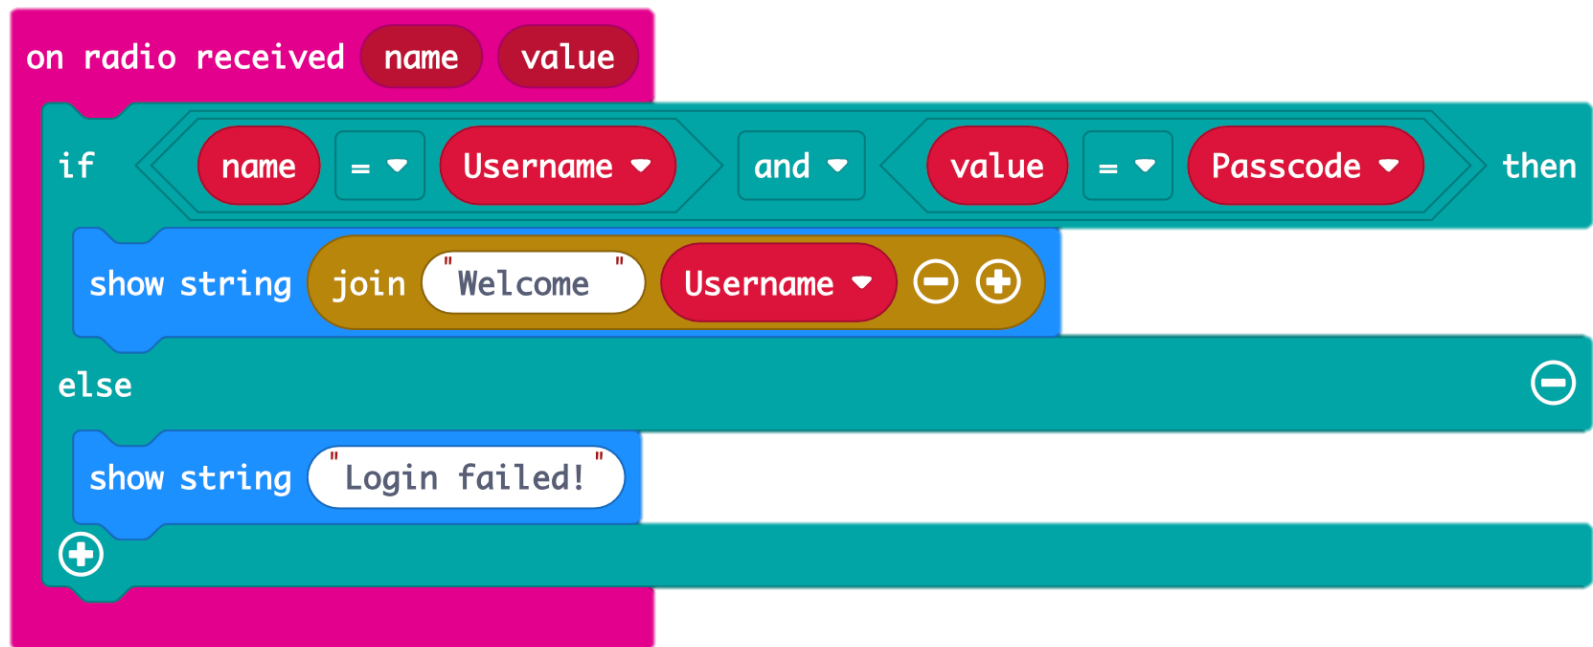 on radio received name value
if name = Username and value = Passcode then
show string join "Welcome " Username
else
show string "Login failed!"